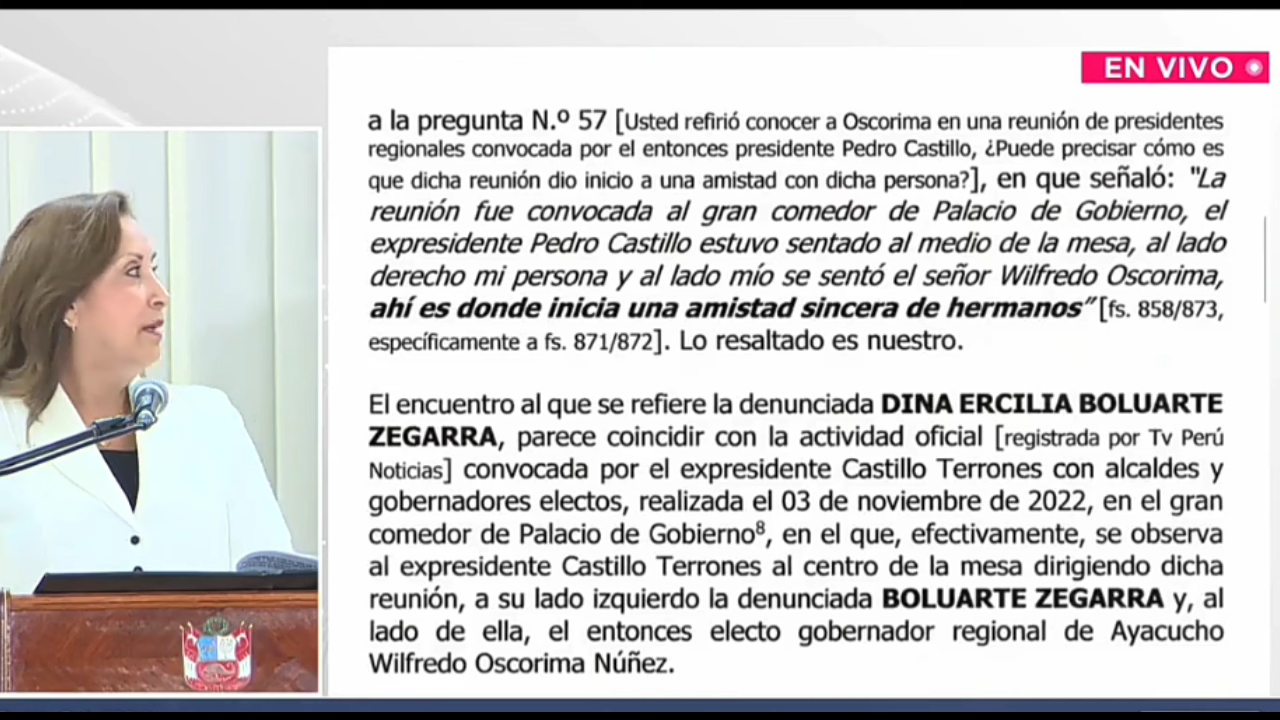 EN VIVO
a la pregunta N.º 57 [Usted refirió conocer a Oscorima en una reunión de presidentes
regionales convocada por el entonces presidente Pedro Castillo, ¿Puede precisar cómo es
que dicha reunión dio inicio a una amistad con dicha persona?], en que señaló: "La
reunión fue convocada al gran comedor de Palacio de Gobierno, el
expresidente Pedro Castillo estuvo sentado al medio de la mesa, al lado
derecho mi persona y al lado mío se sentó el señor Wilfredo Oscorima,
ahí es donde inicia una amistad sincera de hermanos" [fs. 858/873,
específicamente a fs. 871/872]. Lo resaltado es nuestro.
El encuentro al que se refiere la denunciada DINA ERCILIA BOLUARTE
ZEGARRA, parece coincidir con la actividad oficial [registrada por Tv Perú
Noticias] convocada por el expresidente Castillo Terrones con alcaldes y
gobernadores electos, realizada el 03 de noviembre de 2022, en el gran
comedor de Palacio de Gobierno⁸, en el que, efectivamente, se observa
al expresidente Castillo Terrones al centro de la mesa dirigiendo dicha
reunión, a su lado izquierdo la denunciada BOLUARTE ZEGARRA y, al
lado de ella, el entonces electo gobernador regional de Ayacucho
Wilfredo Oscorima Núñez.